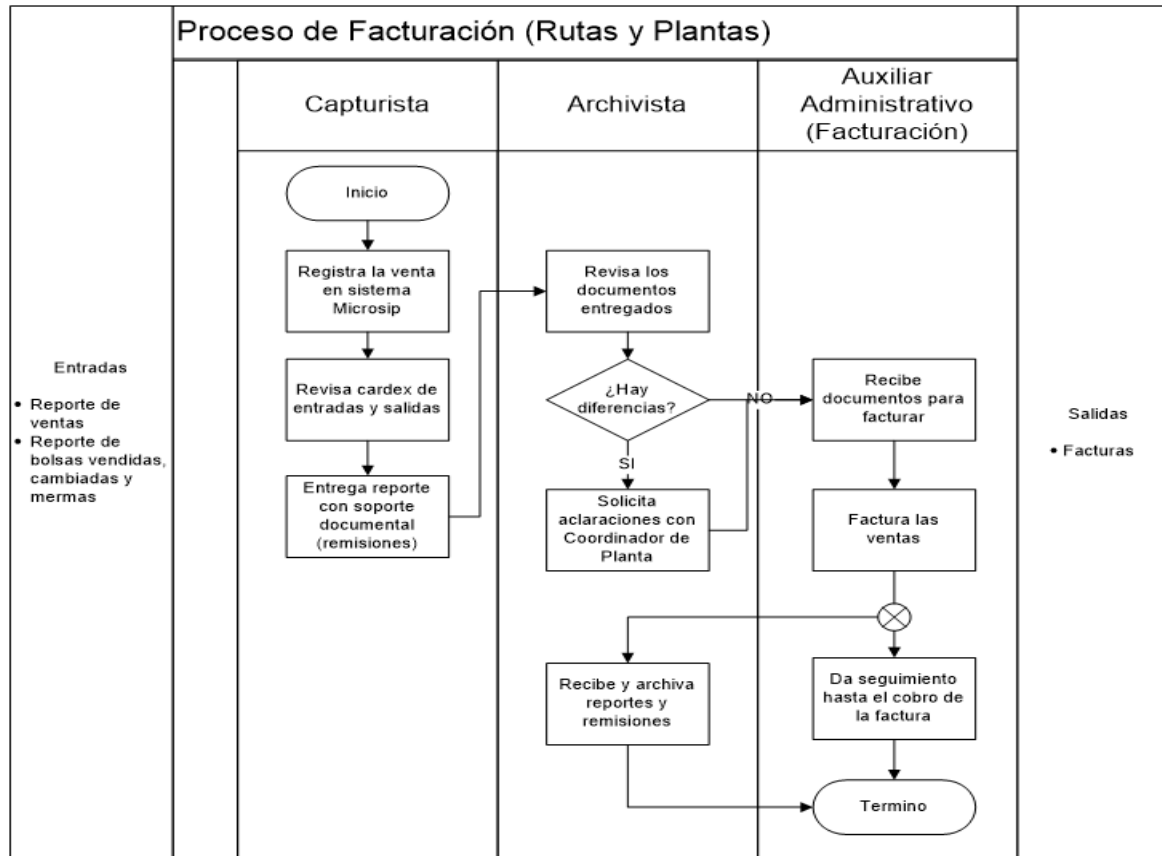 Proceso de Facturación (Rutas y Plantas)
Capturista
Archivista
Auxiliar
Administrativo
(Facturación)
Entradas
• Reporte de
ventas
• Reporte de
bolsas vendidas,
cambiadas y
mermas
Inicio
Registra la venta
en sistema
Microsip
Revisa cardex de
entradas y salidas
Entrega reporte
con soporte
documental
(remisiones)
Revisa los
documentos
entregados
¿Hay
diferencias?
NO
SI
Solicita
aclaraciones con
Coordinador de
Planta
Recibe
documentos para
facturar
Factura las
ventas
Recibe y archiva
reportes y
remisiones
Da seguimiento
hasta el cobro de
la factura
Termino
Salidas
• Facturas